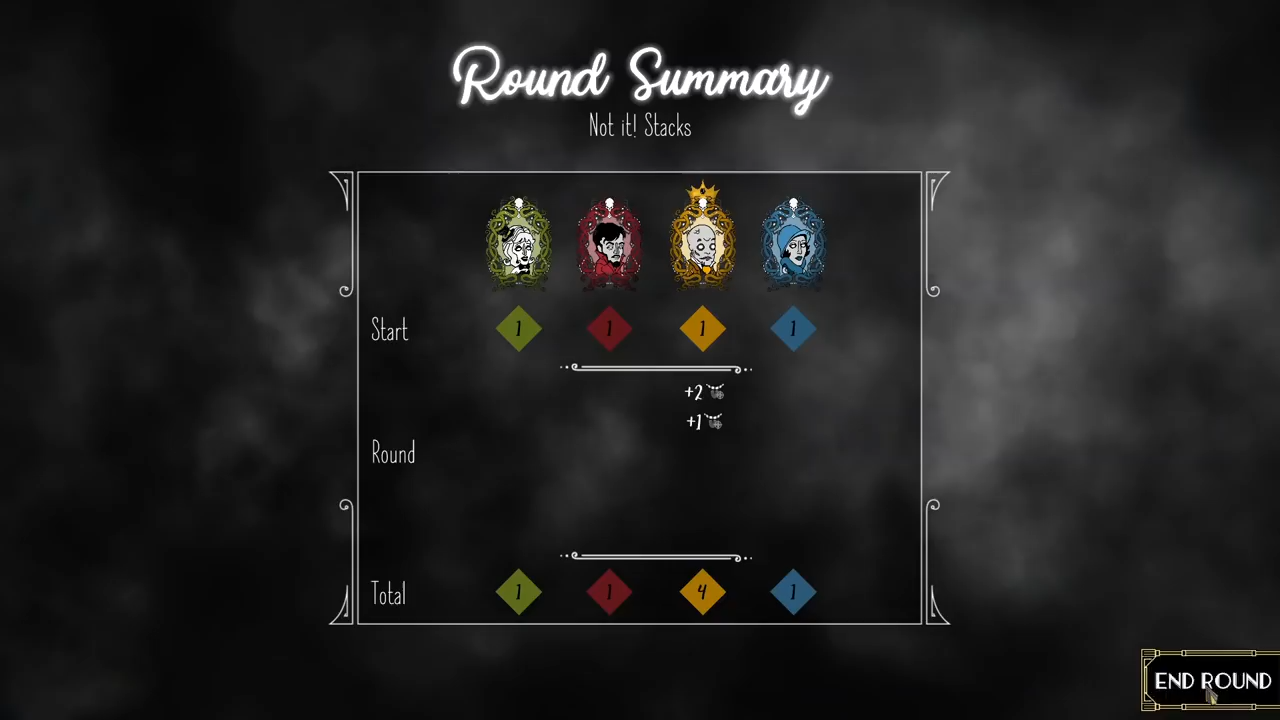 Round Summary
Not it! Stacks
Start 1 1 1 1
+2
+1
Round
Total 1 1 4 1
END ROUND